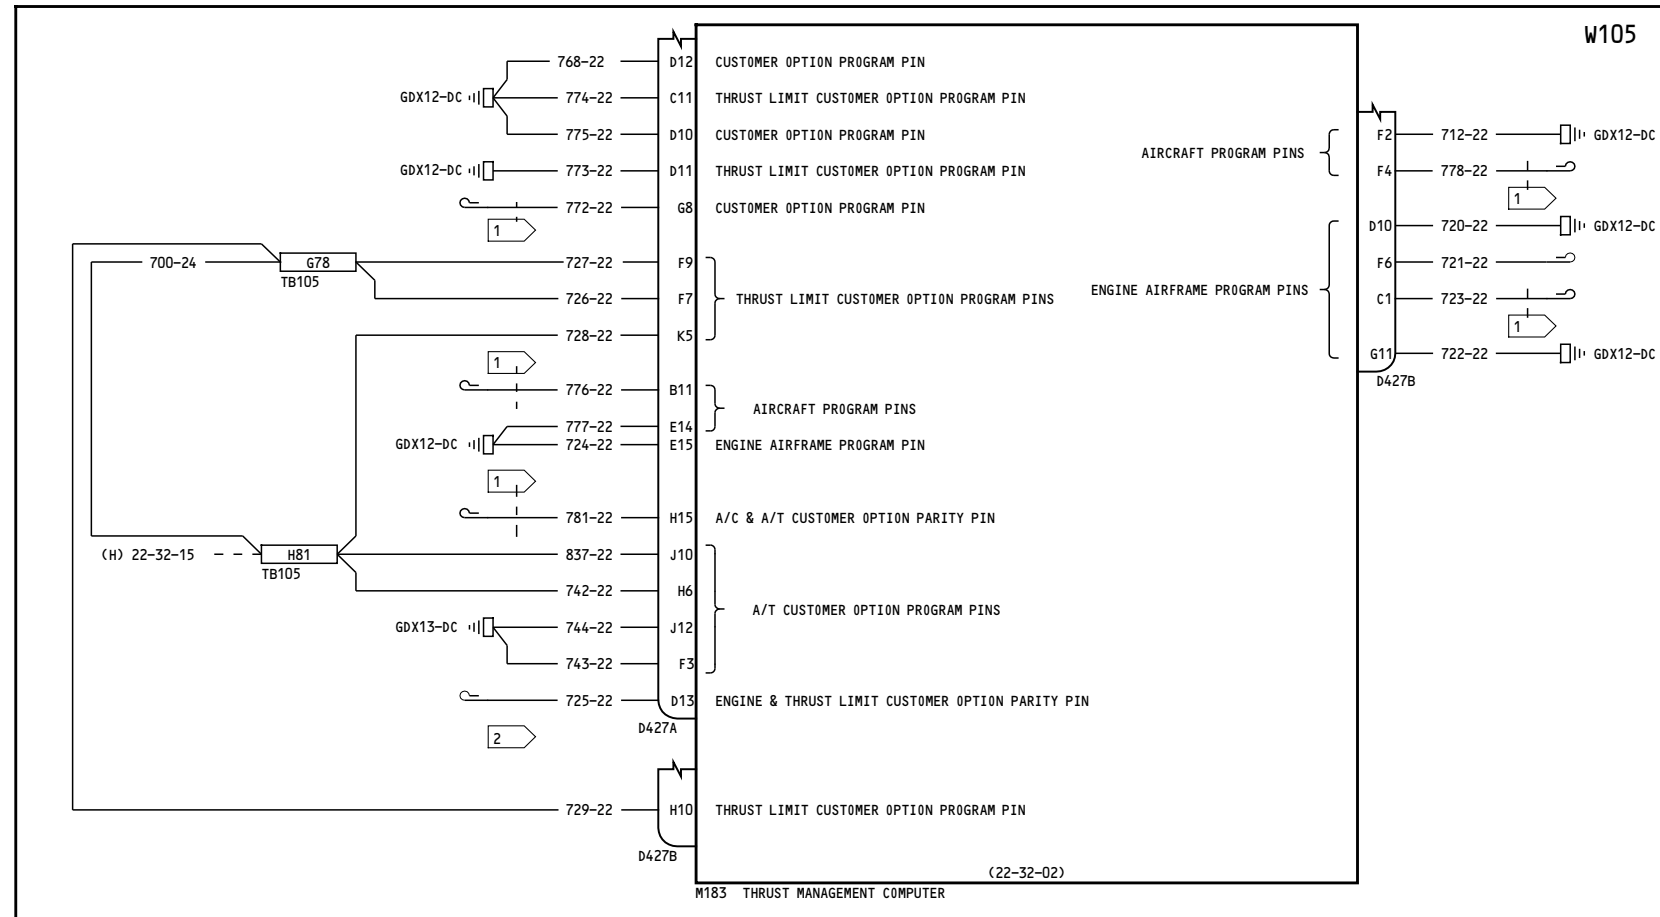 W105
768-22 D12 CUSTOMER OPTION PROGRAM PIN
GDX12-DC 774-22 C11 THRUST LIMIT CUSTOMER OPTION PROGRAM PIN
775-22 D10 CUSTOMER OPTION PROGRAM PIN
GDX12-DC 773-22 D11 THRUST LIMIT CUSTOMER OPTION PROGRAM PIN
772-22 G8 CUSTOMER OPTION PROGRAM PIN
1
700-24 G78 727-22 F9
TB105
726-22 F7 THRUST LIMIT CUSTOMER OPTION PROGRAM PINS
728-22 K5
1
776-22 B11
AIRCRAFT PROGRAM PINS
777-22 E14
GDX12-DC 724-22 E15 ENGINE AIRFRAME PROGRAM PIN
1
781-22 H15 A/C & A/T CUSTOMER OPTION PARITY PIN
(H) 22-32-15 H81 837-22 J10
TB105
742-22 H6
A/T CUSTOMER OPTION PROGRAM PINS
GDX13-DC 744-22 J12
743-22 F3
725-22 D13 ENGINE & THRUST LIMIT CUSTOMER OPTION PARITY PIN
D427A
2
729-22 H10 THRUST LIMIT CUSTOMER OPTION PROGRAM PIN
D427B
F2 712-22 GDX12-DC
AIRCRAFT PROGRAM PINS
F4 778-22
1
D10 720-22 GDX12-DC
F6 721-22
ENGINE AIRFRAME PROGRAM PINS
C1 723-22
1
G11 722-22 GDX12-DC
D427B
(22-32-02)
M183 THRUST MANAGEMENT COMPUTER